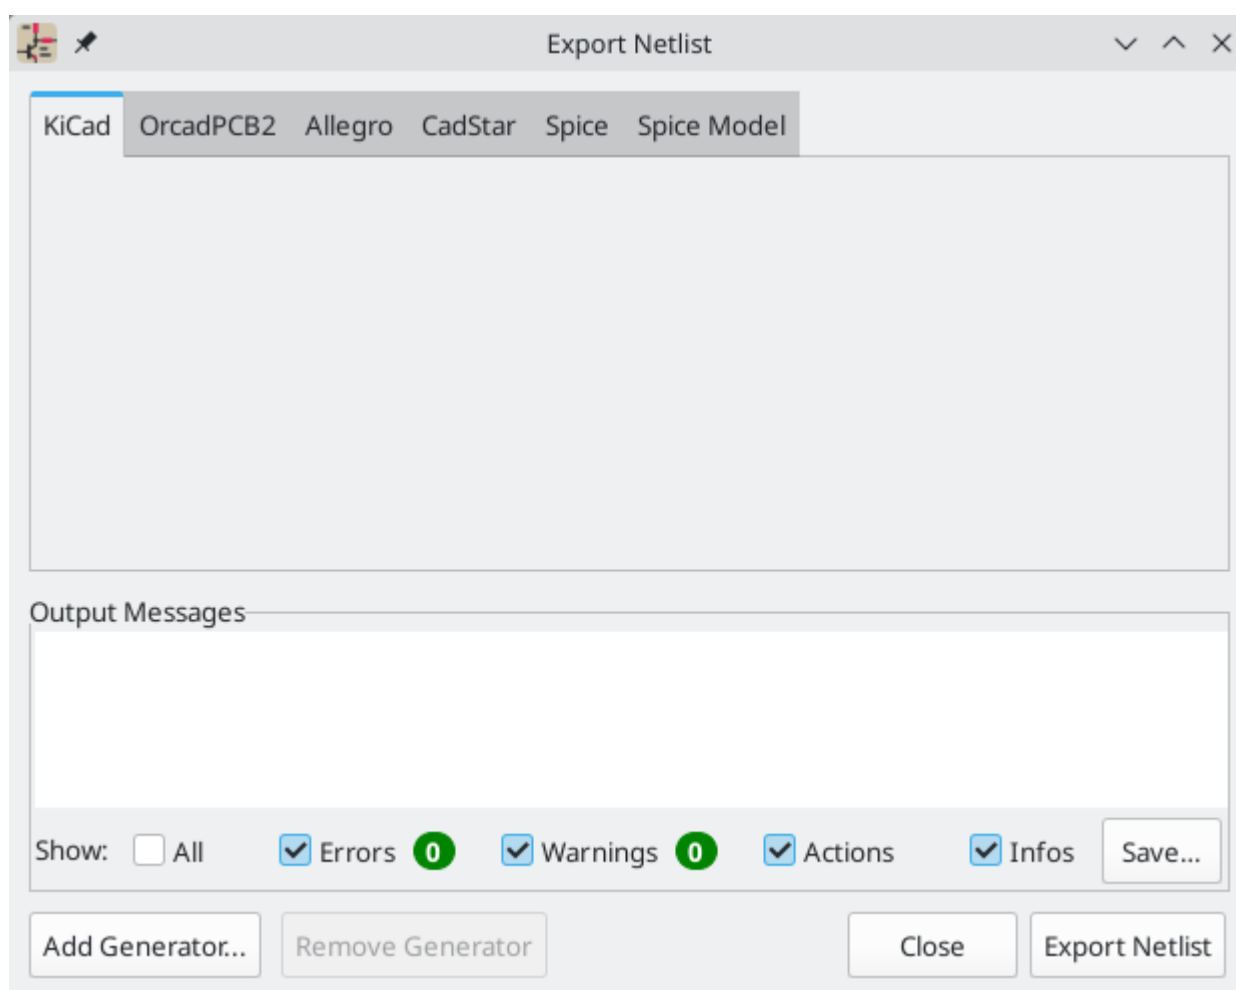 Export Netlist
KiCad OrcadPCB2 Allegro CadStar Spice Spice Model
Output Messages
Show: All Errors 0 Warnings 0 Actions Infos Save...
Add Generator... Remove Generator Close Export Netlist